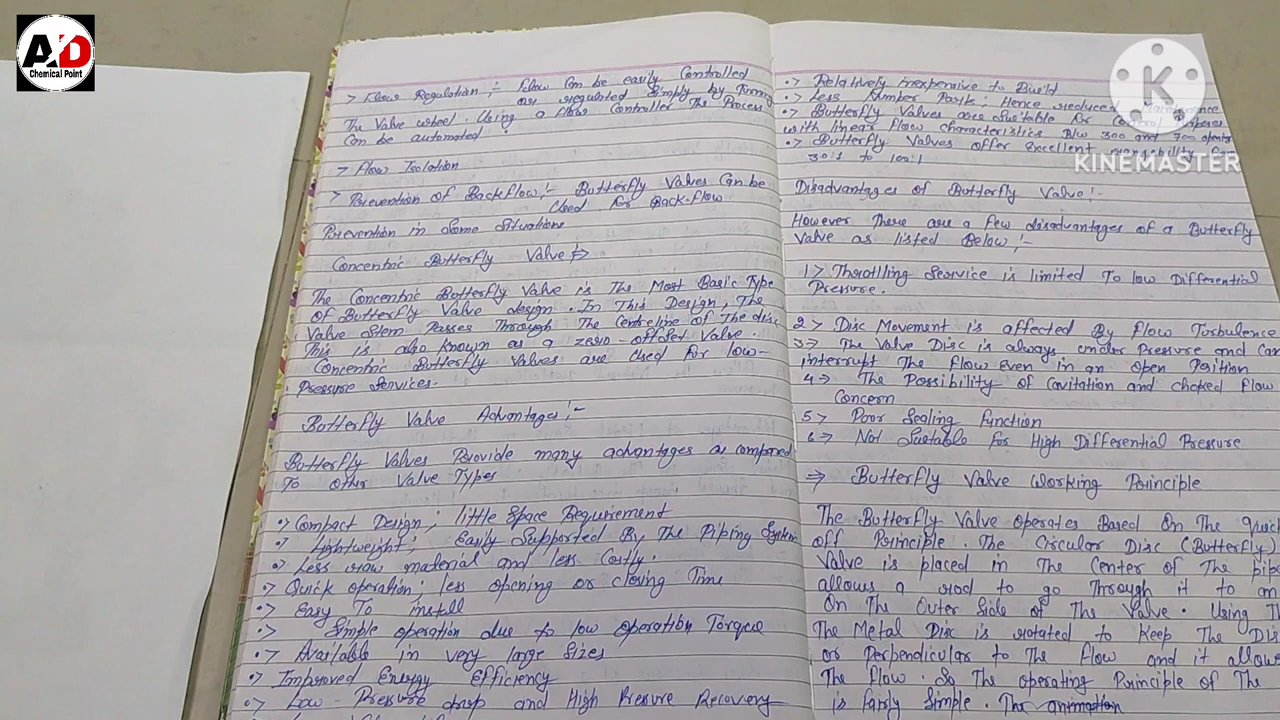 A/D
Chemical Point
> Flow Regulation :- Flow Can be easily Controlled
or regulated Simply by Turning
The Valve wheel. Using a Flow Controller The Process
Can be automated.
> Flow Isolation
> Prevention of BackFlow :- Butterfly Valves Can be
Used For Back-flow
Prevention in Some Situations
Concentric Butterfly Valve
The Concentric Butterfly Valve is The Most Basic Type
of Butterfly Valve design. In This Design, The
Valve Stem Passes Through The Centreline of The disc
This is also known as a zero-offset Valve.
Concentric Butterfly Valves are Used For low-
Pressure Services.
Butterfly Valve Advantages :-
Butterfly Valves Provide many advantages as compared
To other Valve Types
•> Compact Design; little Space Requirement
•> Lightweight; Easily Supported By The Piping System
•> Less raw material and less Costly.
•> Quick operation; less opening or closing Time
•> Easy To install
•> Simple operation due to low operation Torque
•> Available in very large Sizes
•> Improved Energy Efficiency
•> Low-Pressure drop and High Pressure Recovery
•> Relatively Inexpensive to Build
•> Less Number Parts; Hence reduced Maintenance
•> Butterfly Valves are Suitable For
with linear Flow characteristics B/w 30° and 70° opening
•> Butterfly Valves offer Excellent
30:1 to 100:1
KINEMASTER
Disadvantages of Butterfly Valve :-
However There are a Few disadvantages of a Butterfly
Valve as listed Below :-
1> Throttling Service is limited To low Differential
Pressure.
2> Disc Movement is affected By Flow Turbulence
3> The Valve Disc is always under Pressure and Can
interrupt The Flow Even in an open Position
4> The Possibility of Cavitation and choked Flow
Concern
5> Poor Sealing Function
6> Not Suitable For High Differential Pressure
⇒ Butterfly Valve Working Principle
The Butterfly Valve operates Based On The
off Principle. The Circular Disc (Butterfly)
Valve is placed in The Center of The pipe
allows a rod to go Through it to an
On The Outer Side of The Valve. Using
The Metal Disc is rotated to Keep The
or Perpendicular to The Flow and it
The Flow. So The operating Principle of The
is Fairly Simple. The